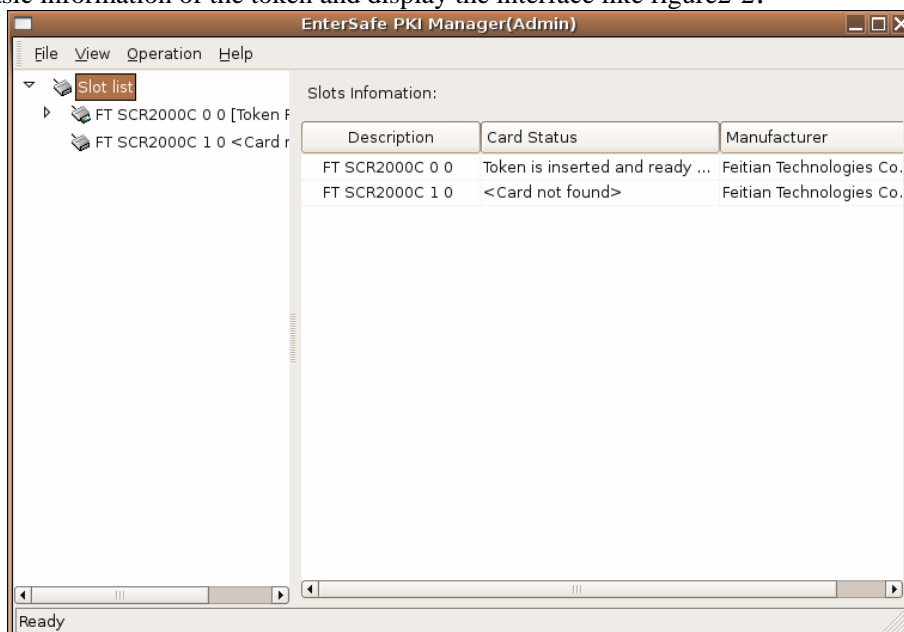 sic information of the token and display the interface like figure2-2.
EnterSafe PKI Manager(Admin)
File View Operation Help
Slot list
FT SCR2000C 0 0 [Token
FT SCR2000C 1 0 <Card
Slots Infomation:
Description Card Status Manufacturer
FT SCR2000C 0 0 Token is inserted and ready ... Feitian Technologies Co.
FT SCR2000C 1 0 <Card not found> Feitian Technologies Co.
Ready